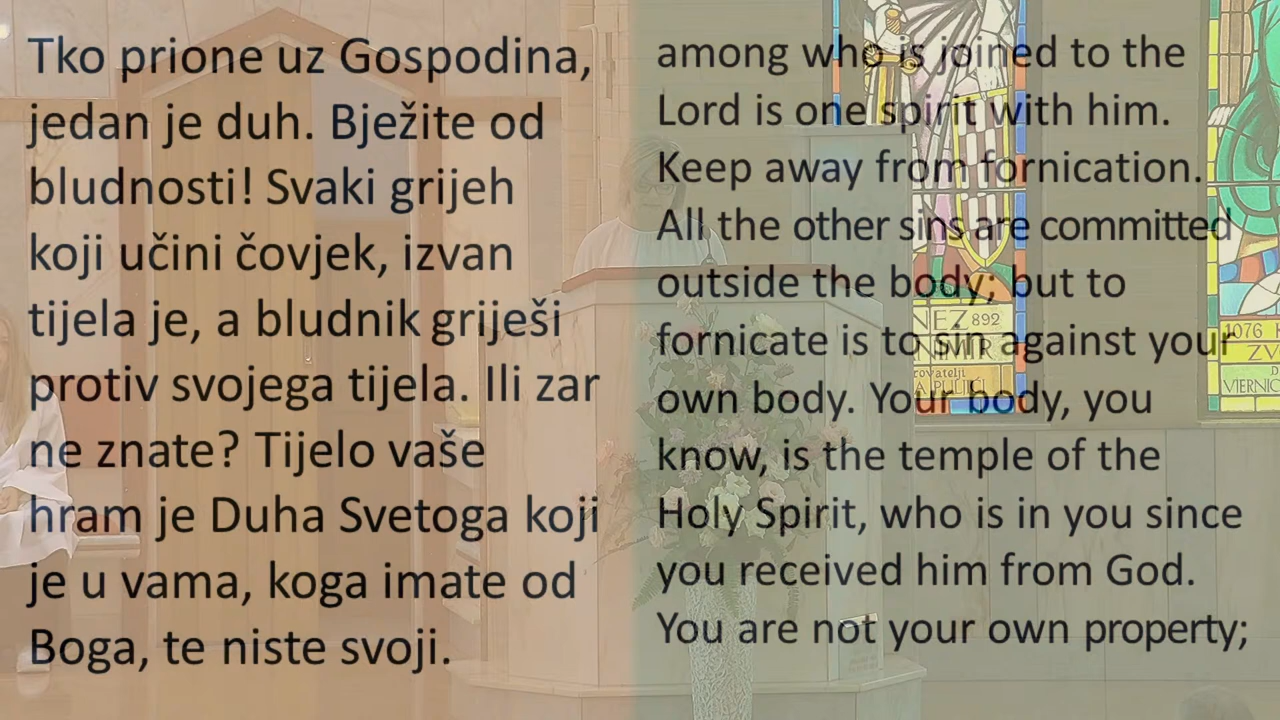 Tko prione uz Gospodina,
jedan je duh. Bježite od
bludnosti! Svaki grijeh
koji učini čovjek, izvan
tijela je, a bludnik griješi
protiv svojega tijela. Ili zar
ne znate? Tijelo vaše
hram je Duha Svetoga koji
je u vama, koga imate od
Boga, te niste svoji.
among who is joined to the
Lord is one spirit with him.
Keep away from fornication.
All the other sins are committed
outside the body; but to
fornicate is to sin against your
own body. Your body, you
know, is the temple of the
Holy Spirit, who is in you since
you received him from God.
You are not your own property;
NEZ 892
1076
ZV
VIERNIC